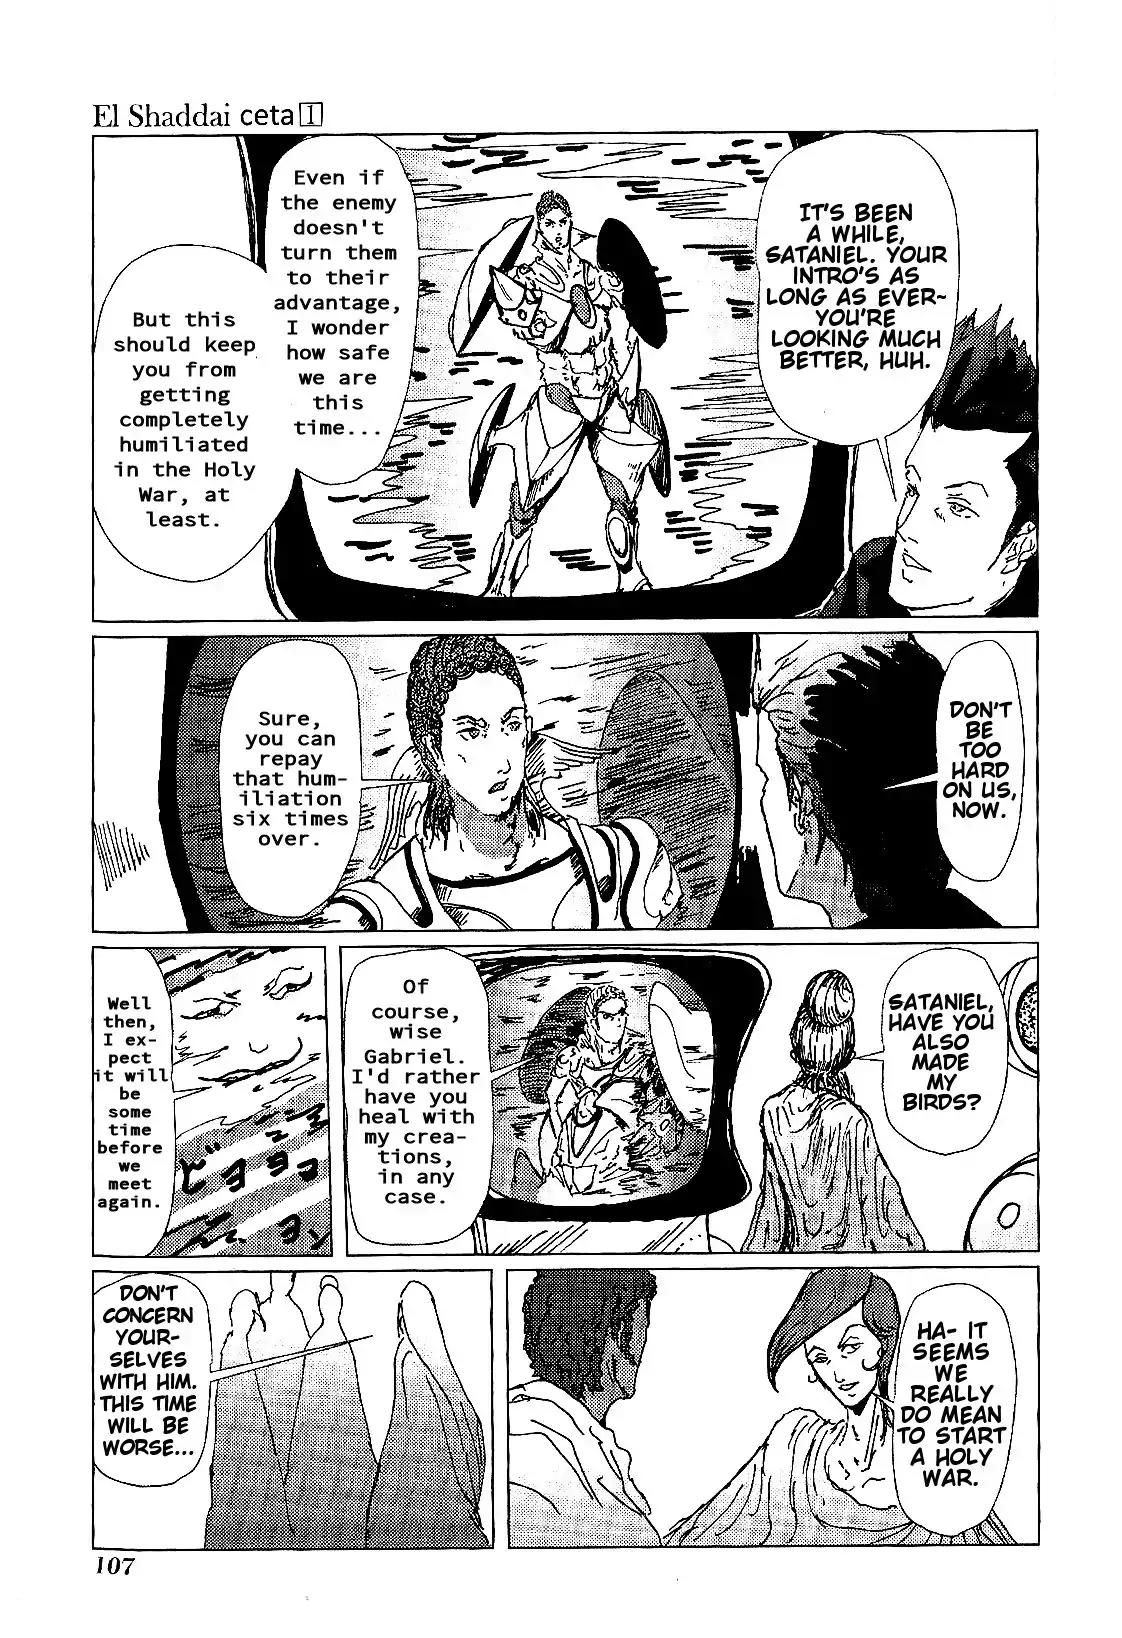 El Shaddai ceta I
IT'S BEEN
A WHILE,
SATANIEL. YOUR
INTRO'S AS
LONG AS EVER-
YOU'RE
LOOKING MUCH
BETTER, HUH.
Even if
the enemy
doesn't
turn them
to their
advantage,
I wonder
how safe
we are
this
time...
But this
should keep
you from
getting
completely
humiliated
in the Holy
War, at
least.
DON'T
BE
TOO
HARD
ON US,
NOW.
Sure,
you can
repay
that hum-
iliation
six times
over.
SATANIEL,
HAVE YOU
ALSO
MADE
MY
BIRDS?
Of
course,
wise
Gabriel.
I'd rather
have you
heal with
my crea-
tions,
in any
case.
Well
then,
I ex-
pect
it will
be
some
time
before
we
meet
again.
ビョョョ
ョン
HA- IT
SEEMS
WE
REALLY
DO MEAN
TO START
A HOLY
WAR.
DON'T
CONCERN
YOUR-
SELVES
WITH HIM.
THIS TIME
WILL BE
WORSE...
107